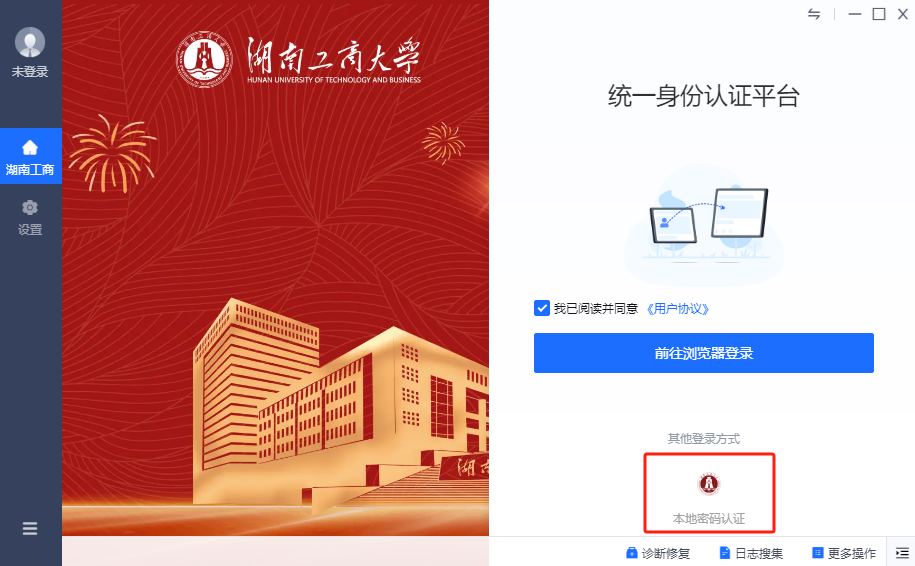 未登录
湖南工商
设置
湖南工商大學
HUNAN UNIVERSITY OF TECHNOLOGY AND BUSINESS
统一身份认证平台
我已阅读并同意 《用户协议》
前往浏览器登录
其他登录方式
本地密码认证
诊断修复 日志搜集 更多操作